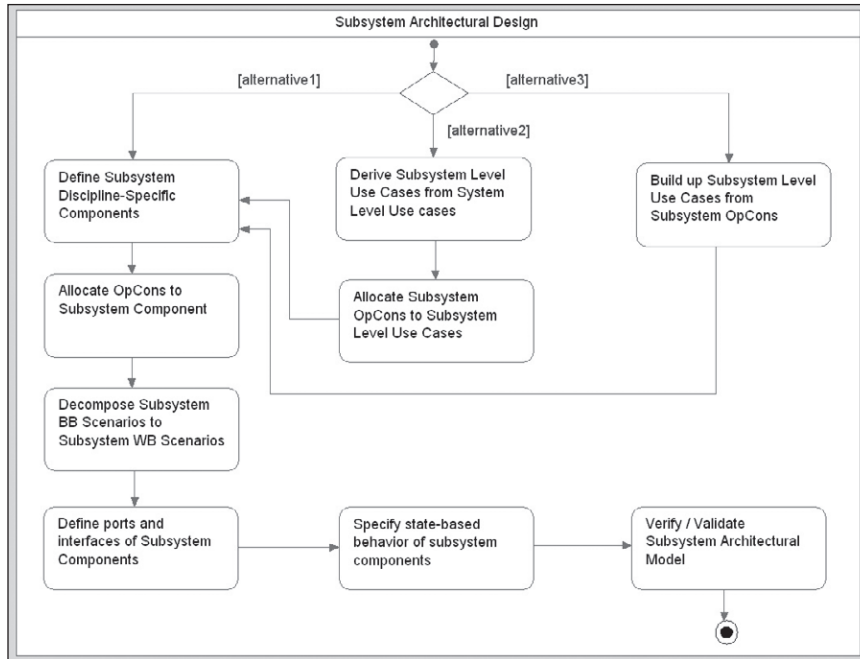 Subsystem Architectural Design
[alternative1]
[alternative3]
[alternative2]
Define Subsystem
Discipline-Specific
Components
Derive Subsystem Level
Use Cases from System
Level Use cases
Build up Subsystem Level
Use Cases from
Subsystem OpCons
Allocate OpCons to
Subsystem Component
Allocate Subsystem
OpCons to Subsystem
Level Use Cases
Decompose Subsystem
BB Scenarios to
Subsystem WB Scenarios
Define ports and
interfaces of Subsystem
Components
Specify state-based
behavior of subsystem
components
Verify / Validate
Subsystem Architectural
Model